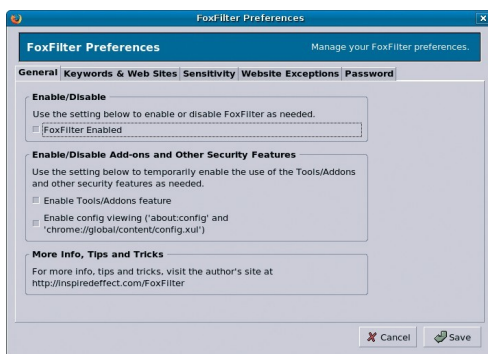 FoxFilter Preferences
FoxFilter Preferences
Manage your FoxFilter preferences.
General Keywords & Web Sites Sensitivity Website Exceptions Password
Enable/Disable
Use the setting below to enable or disable FoxFilter as needed.
FoxFilter Enabled
Enable/Disable Add-ons and Other Security Features
Use the setting below to temporarily enable the use of the Tools/Addons
and other security features as needed.
Enable Tools/Addons feature
Enable config viewing ('about:config' and
'chrome://global/content/config.xul')
More Info, Tips and Tricks
For more info, tips and tricks, visit the author's site at
http://inspiredeffect.com/FoxFilter
Cancel Save